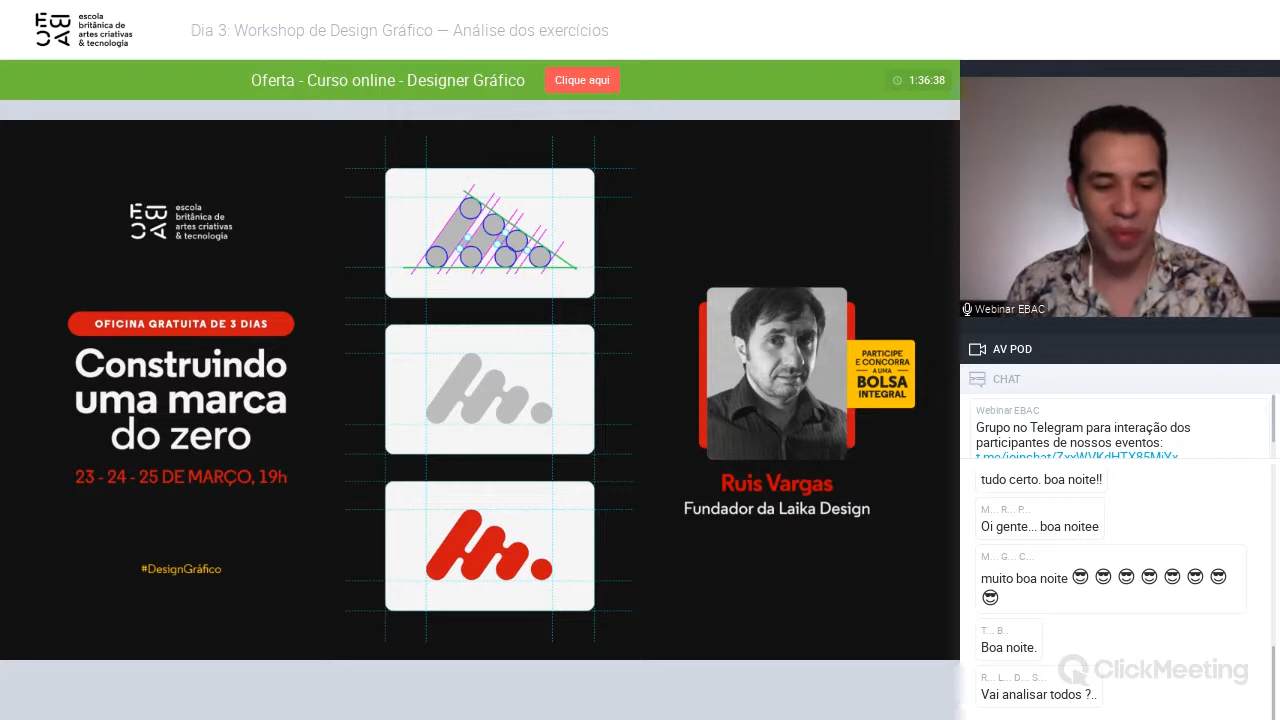 escola
britânica de
artes criativas
& tecnologia
EBAC
Dia 3: Workshop de Design Gráfico — Análise dos exercícios
Oferta - Curso online - Designer Gráfico
Clique aqui
1:36:38
EBAC
escola
britânica de
artes criativas
& tecnologia
OFICINA GRATUITA DE 3 DIAS
Construindo
uma marca
do zero
23 - 24 - 25 DE MARÇO, 19h
#DesignGráfico
PARTICIPE
E CONCORRA
A UMA
BOLSA
INTEGRAL
Ruis Vargas
Fundador da Laika Design
Webinar EBAC
AV POD
CHAT
Webinar EBAC
Grupo no Telegram para interação dos
participantes de nossos eventos:
tudo certo. boa noite!!
M... R... P...
Oi gente... boa noitee
M... G... C...
muito boa noite 😎 😎 😎 😎 😎 😎 😎
😎
T... B..
Boa noite.
R... L... D... S...
Vai analisar todos ?..
ClickMeeting